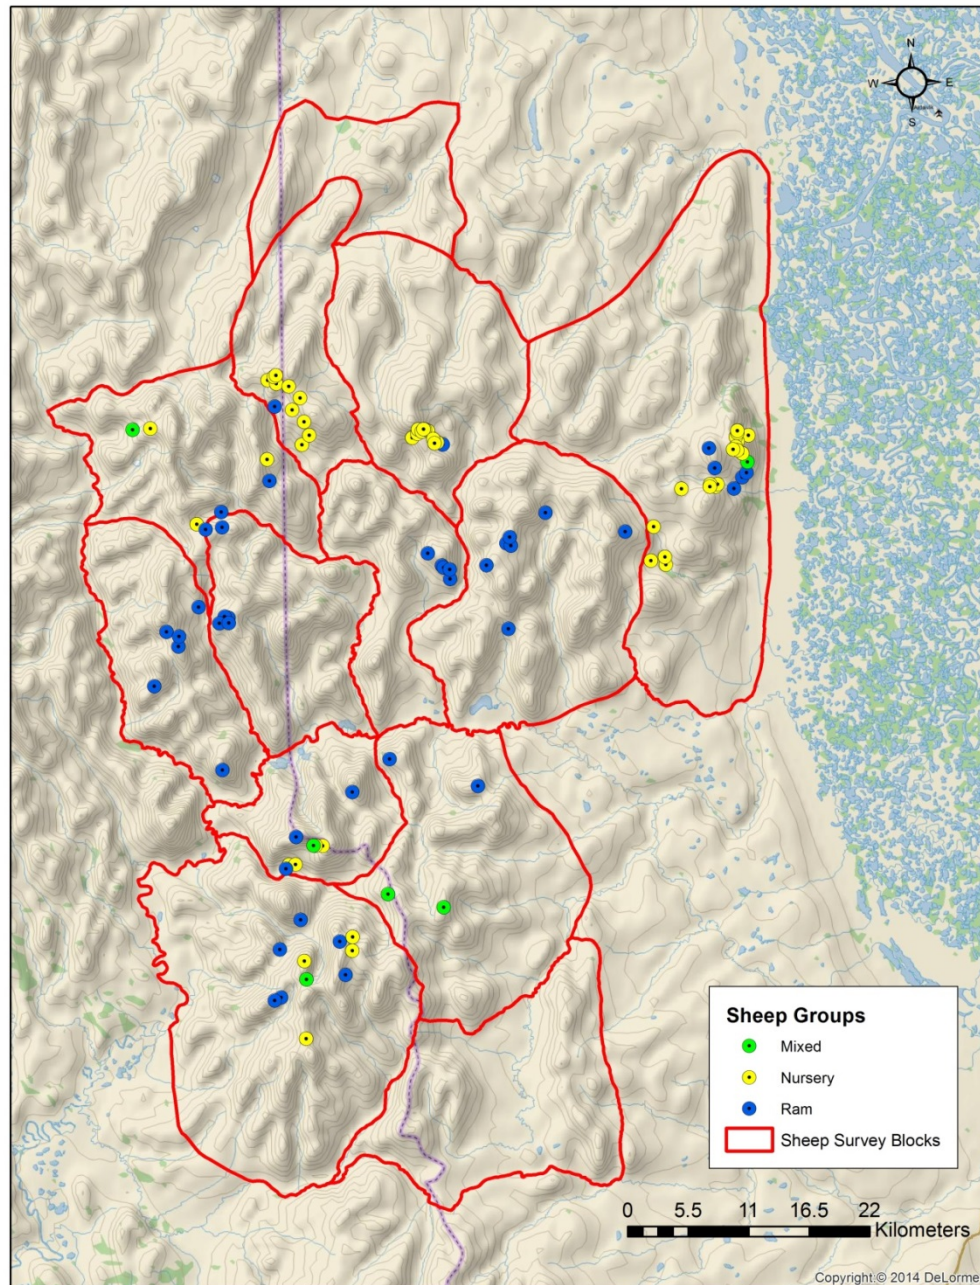 N
W
E
S
Sheep Groups
Mixed
Nursery
Ram
Sheep Survey Blocks
0 5.5 11 16.5 22
Kilometers
Copyright:© 2014 DeLorme